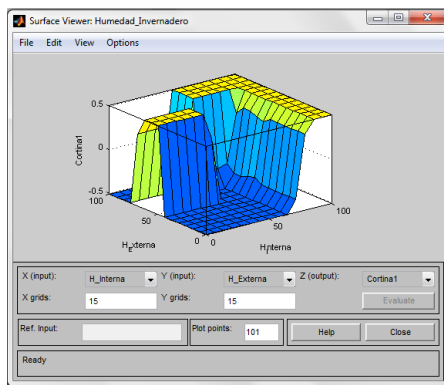 Surface Viewer: Humedad_Invernadero
File Edit View Options
0.5
0
-0.5
100
50
0
0
50
100
Cortina1
H_Externa
H_Interna
X (input): H_Interna Y (input): H_Externa Z (output): Cortina1
X grids: 15 Y grids: 15 Evaluate
Ref. Input: Plot points: 101 Help Close
Ready